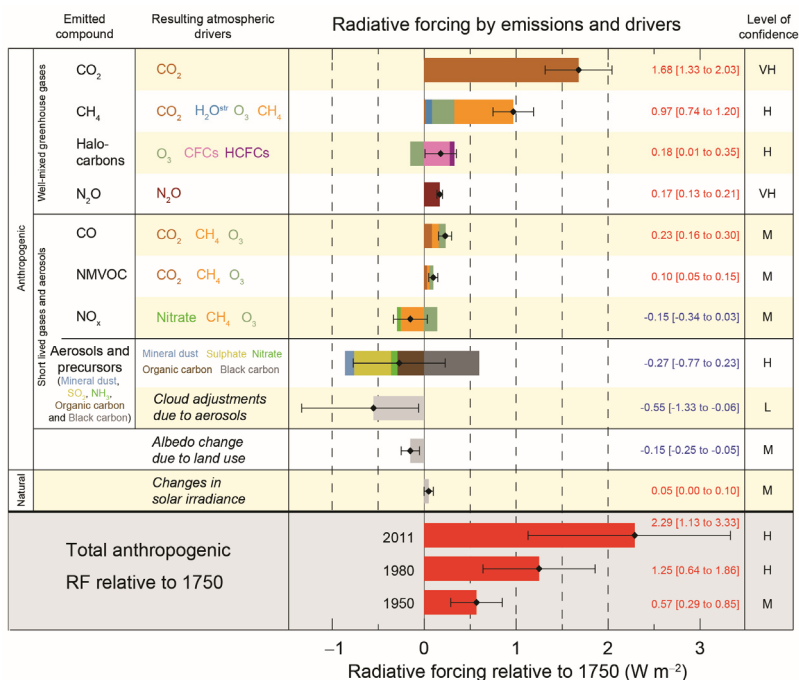 Emitted compound
Resulting atmospheric drivers
Radiative forcing by emissions and drivers
Level of confidence
Anthropogenic
Well-mixed greenhouse gases
CO₂
CO₂
1.68 [1.33 to 2.03]
VH
CH₄
CO₂ H₂Oˢᵗʳ O₃ CH₄
0.97 [0.74 to 1.20]
H
Halo-
carbons
O₃ CFCs HCFCs
0.18 [0.01 to 0.35]
H
N₂O
N₂O
0.17 [0.13 to 0.21]
VH
Short lived gases and aerosols
CO
CO₂ CH₄ O₃
0.23 [0.16 to 0.30]
M
NMVOC
CO₂ CH₄ O₃
0.10 [0.05 to 0.15]
M
NOₓ
Nitrate CH₄ O₃
-0.15 [-0.34 to 0.03]
M
Aerosols and
precursors
(Mineral dust,
SO₂, NH₃,
Organic carbon
and Black carbon)
Mineral dust Sulphate Nitrate
Organic carbon Black carbon
-0.27 [-0.77 to 0.23]
H
Cloud adjustments
due to aerosols
-0.55 [-1.33 to -0.06]
L
Albedo change
due to land use
-0.15 [-0.25 to -0.05]
M
Natural
Changes in
solar irradiance
0.05 [0.00 to 0.10]
M
Total anthropogenic
RF relative to 1750
2011
2.29 [1.13 to 3.33]
H
1980
1.25 [0.64 to 1.86]
H
1950
0.57 [0.29 to 0.85]
M
−1 0 1 2 3
Radiative forcing relative to 1750 (W m⁻²)